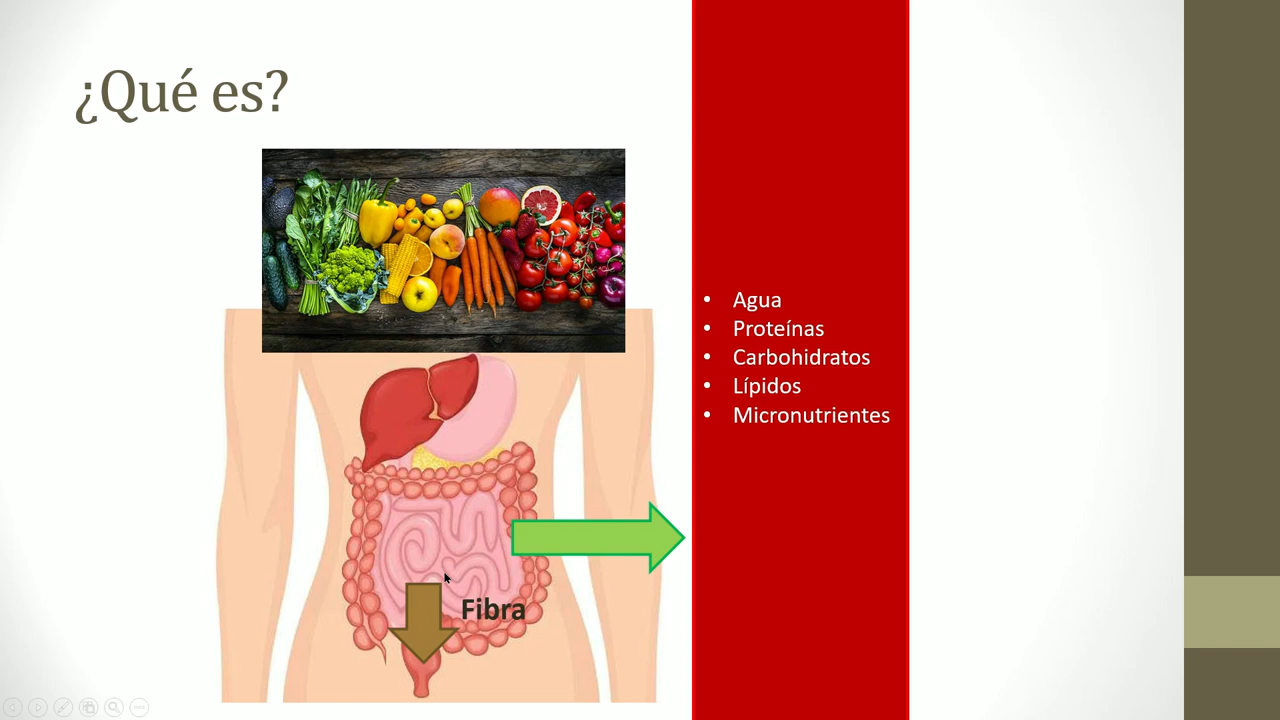 ¿Qué es?
• Agua
• Proteínas
• Carbohidratos
• Lípidos
• Micronutrientes
Fibra